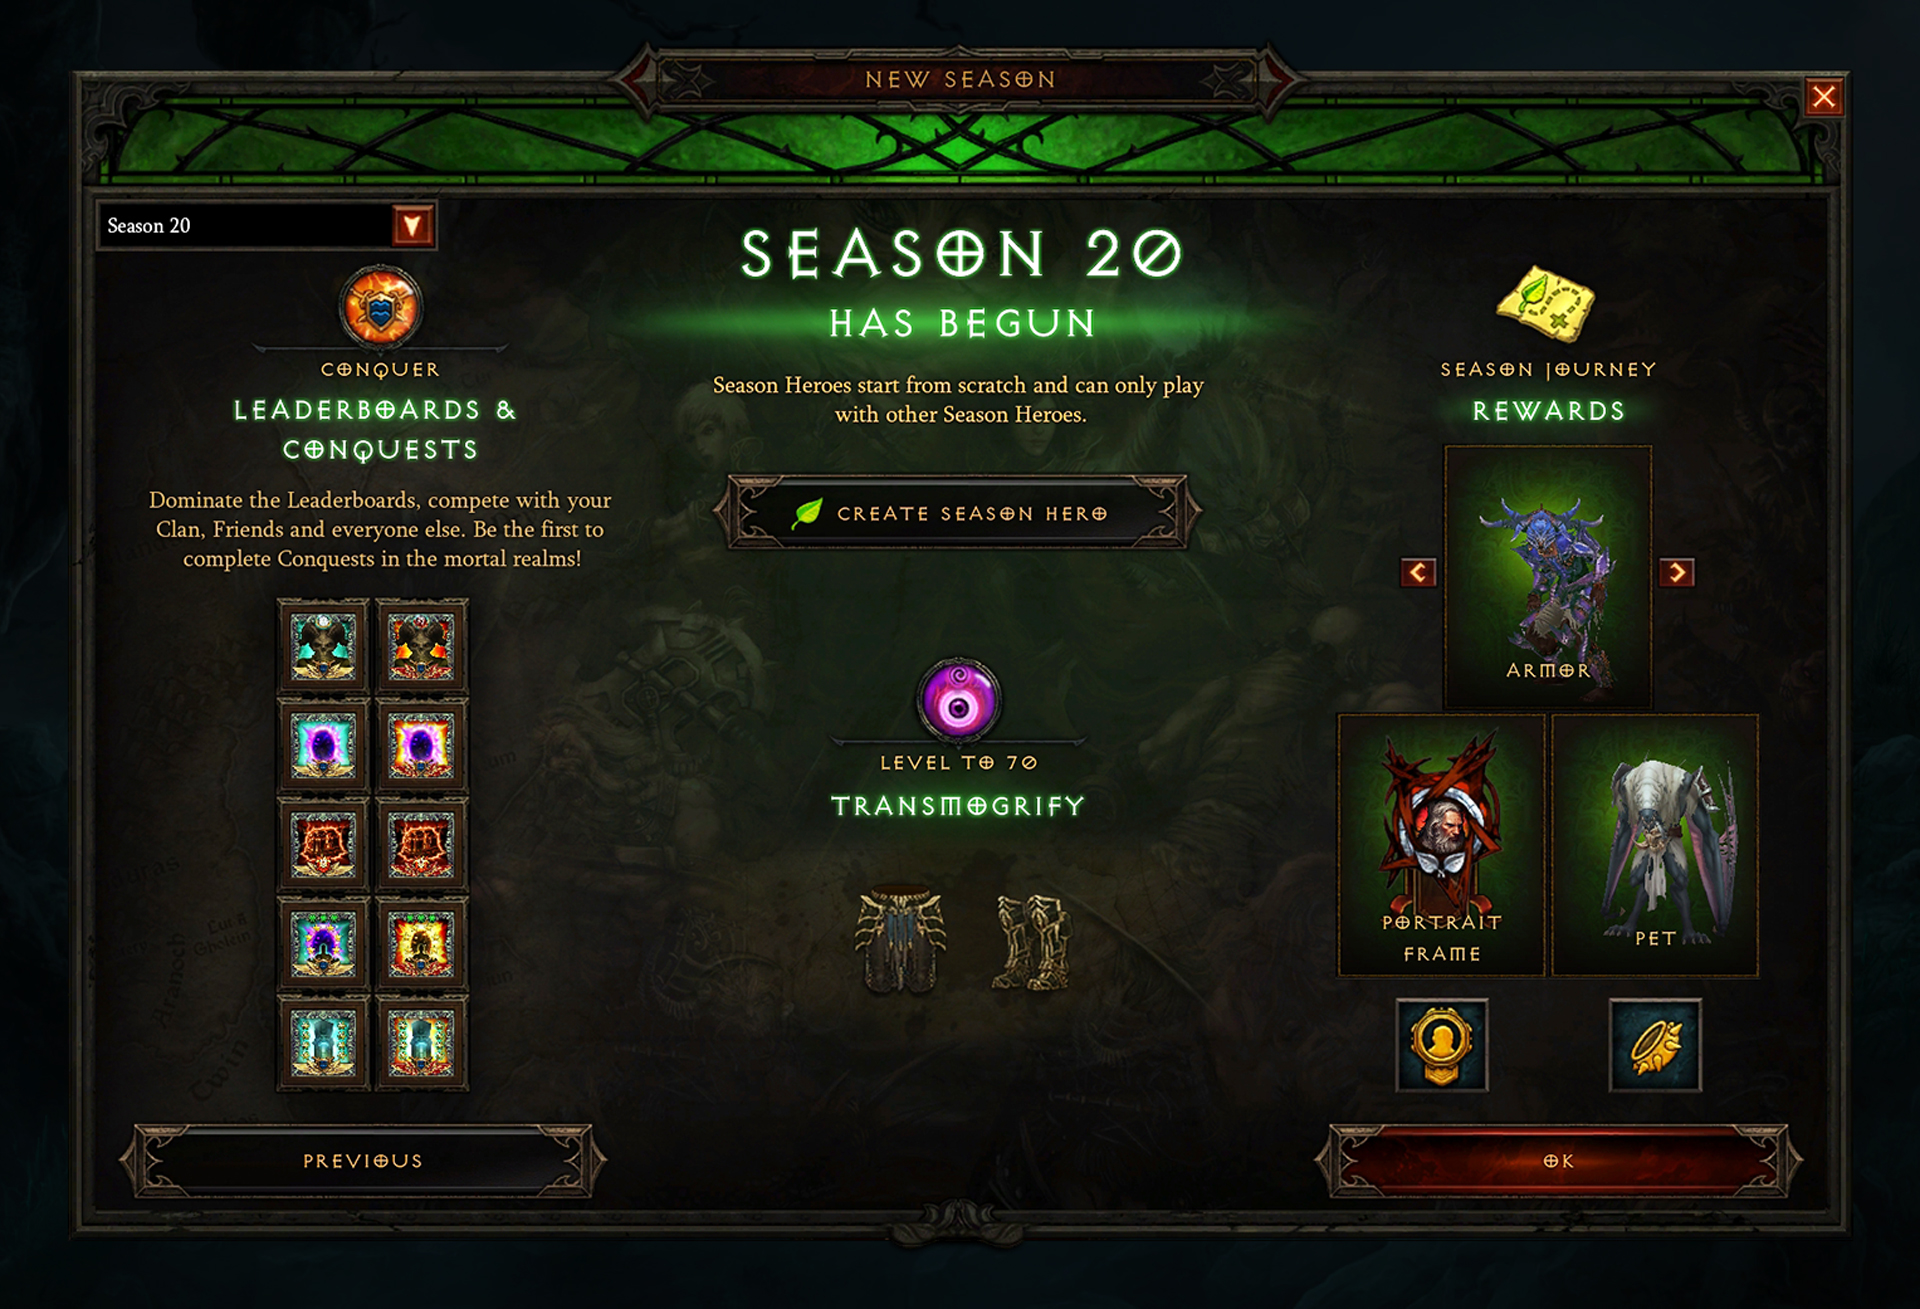 NEW SEASON
Season 20
SEASON 20
HAS BEGUN
Season Heroes start from scratch and can only play
with other Season Heroes.
CREATE SEASON HERO
CONQUER
LEADERBOARDS &
CONQUESTS
Dominate the Leaderboards, compete with your
Clan, Friends and everyone else. Be the first to
complete Conquests in the mortal realms!
LEVEL TO 70
TRANSMOGRIFY
SEASON JOURNEY
REWARDS
ARMOR
PORTRAIT
FRAME
PET
PREVIOUS
OK